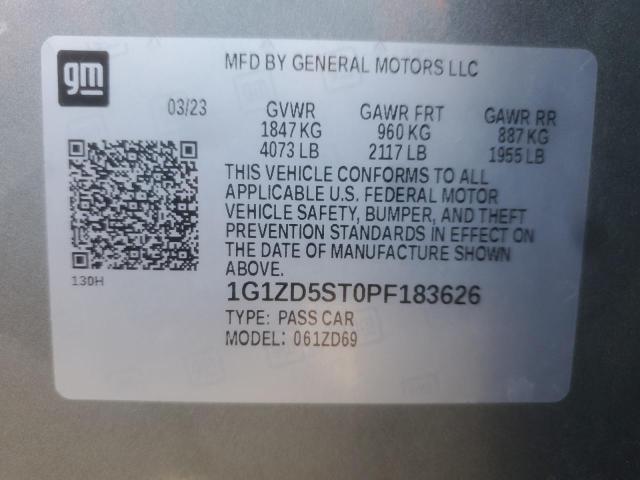 gm
MFD BY GENERAL MOTORS LLC
03/23 GVWR GAWR FRT GAWR RR
1847 KG 960 KG 887 KG
4073 LB 2117 LB 1955 LB
THIS VEHICLE CONFORMS TO ALL
APPLICABLE U.S. FEDERAL MOTOR
VEHICLE SAFETY, BUMPER, AND THEFT
PREVENTION STANDARDS IN EFFECT ON
THE DATE OF MANUFACTURE SHOWN
ABOVE.
130H
1G1ZD5ST0PF183626
TYPE: PASS CAR
MODEL: 061ZD69